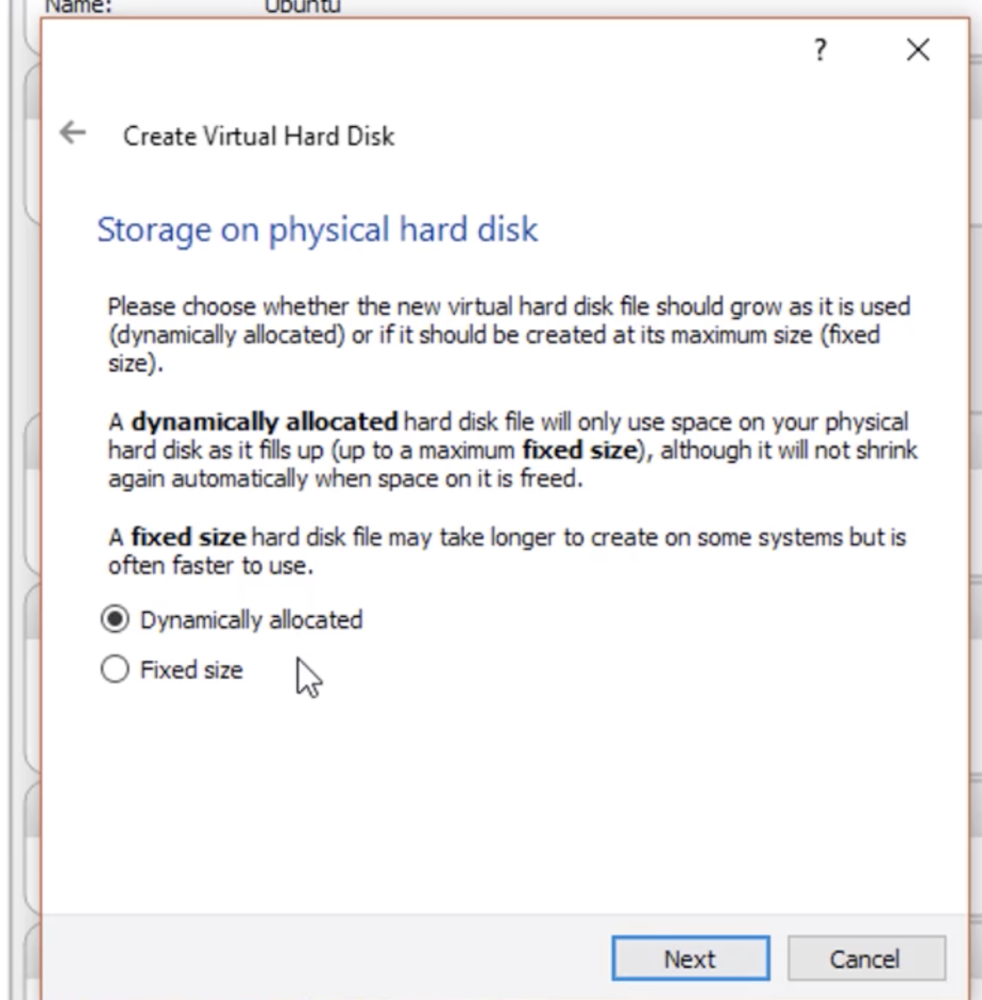 Name: Ubuntu
?
Create Virtual Hard Disk
Storage on physical hard disk
Please choose whether the new virtual hard disk file should grow as it is used
(dynamically allocated) or if it should be created at its maximum size (fixed
size).
A dynamically allocated hard disk file will only use space on your physical
hard disk as it fills up (up to a maximum fixed size), although it will not shrink
again automatically when space on it is freed.
A fixed size hard disk file may take longer to create on some systems but is
often faster to use.
Dynamically allocated
Fixed size
Next Cancel